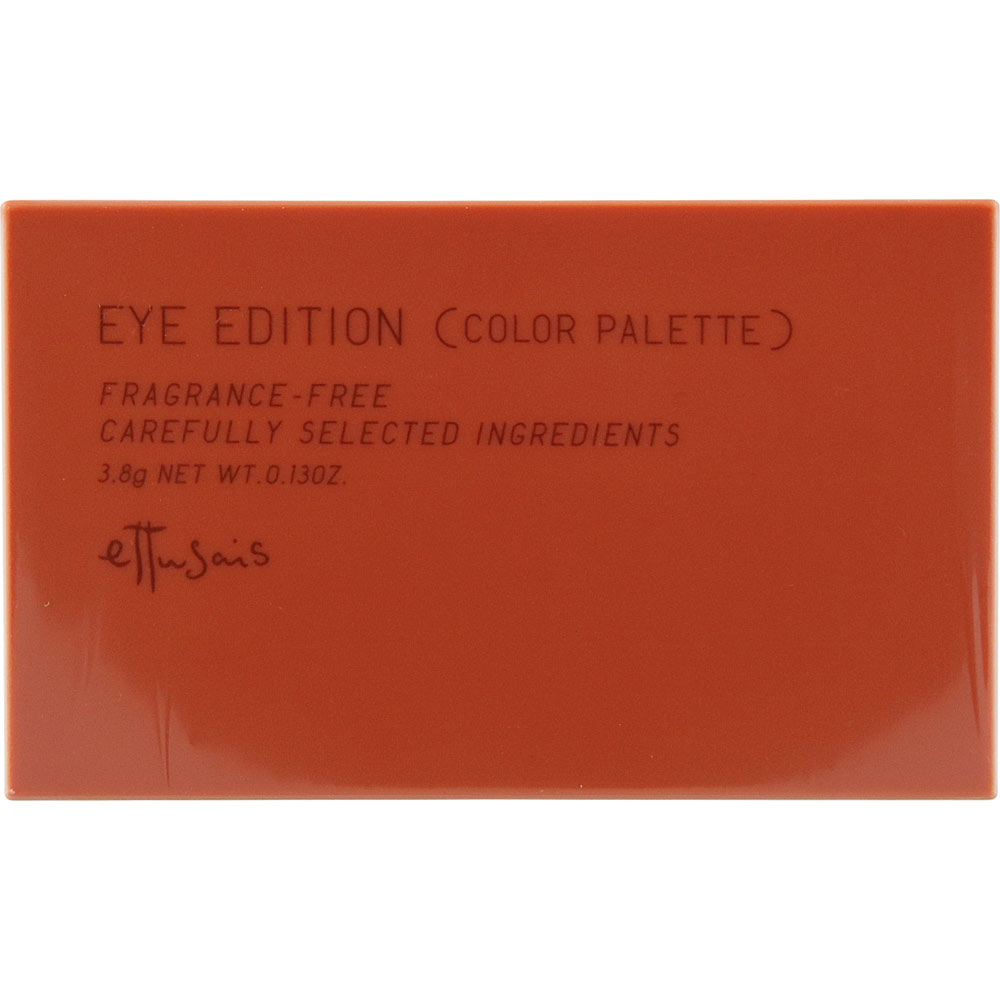 EYE EDITION (COLOR PALETTE)
FRAGRANCE-FREE
CAREFULLY SELECTED INGREDIENTS
3.8g NET WT.0.13OZ.
ettusais